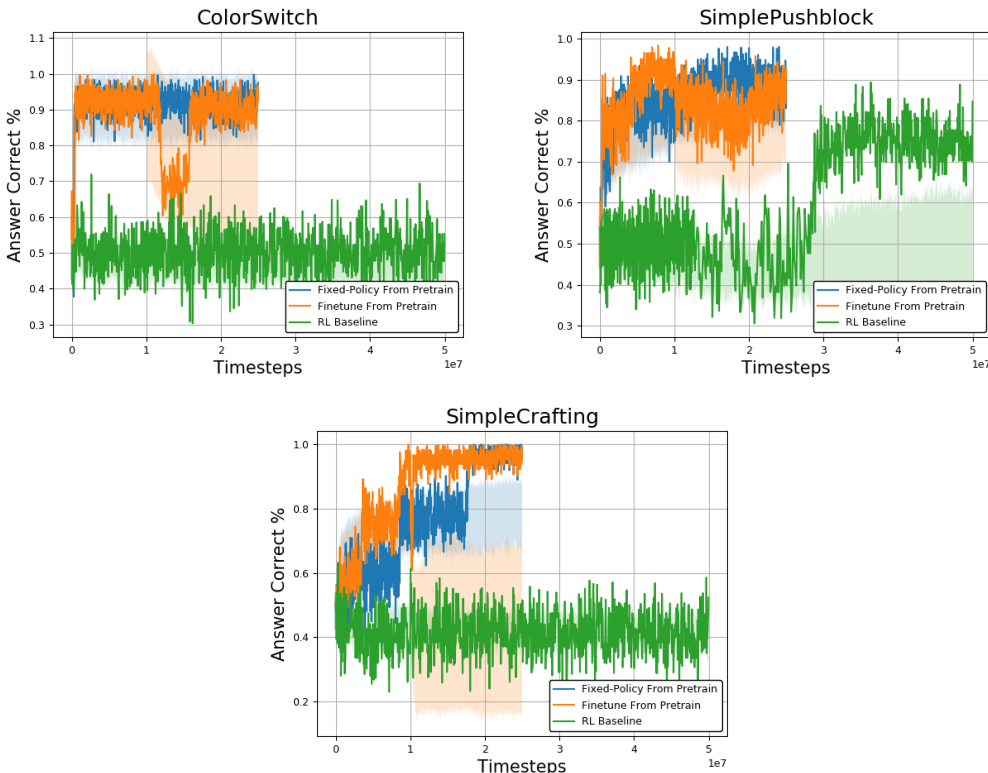 ColorSwitch
Answer Correct %
1.1
1.0
0.9
0.8
0.7
0.6
0.5
0.4
0.3
Fixed-Policy From Pretrain
Finetune From Pretrain
RL Baseline
0 1 2 3 4 5
1e7
Timesteps
SimplePushblock
Answer Correct %
1.0
0.9
0.8
0.7
0.6
0.5
0.4
0.3
Fixed-Policy From Pretrain
Finetune From Pretrain
RL Baseline
0 1 2 3 4 5
1e7
Timesteps
SimpleCrafting
Answer Correct %
1.0
0.8
0.6
0.4
0.2
Fixed-Policy From Pretrain
Finetune From Pretrain
RL Baseline
0 1 2 3 4 5
1e7
Timesteps